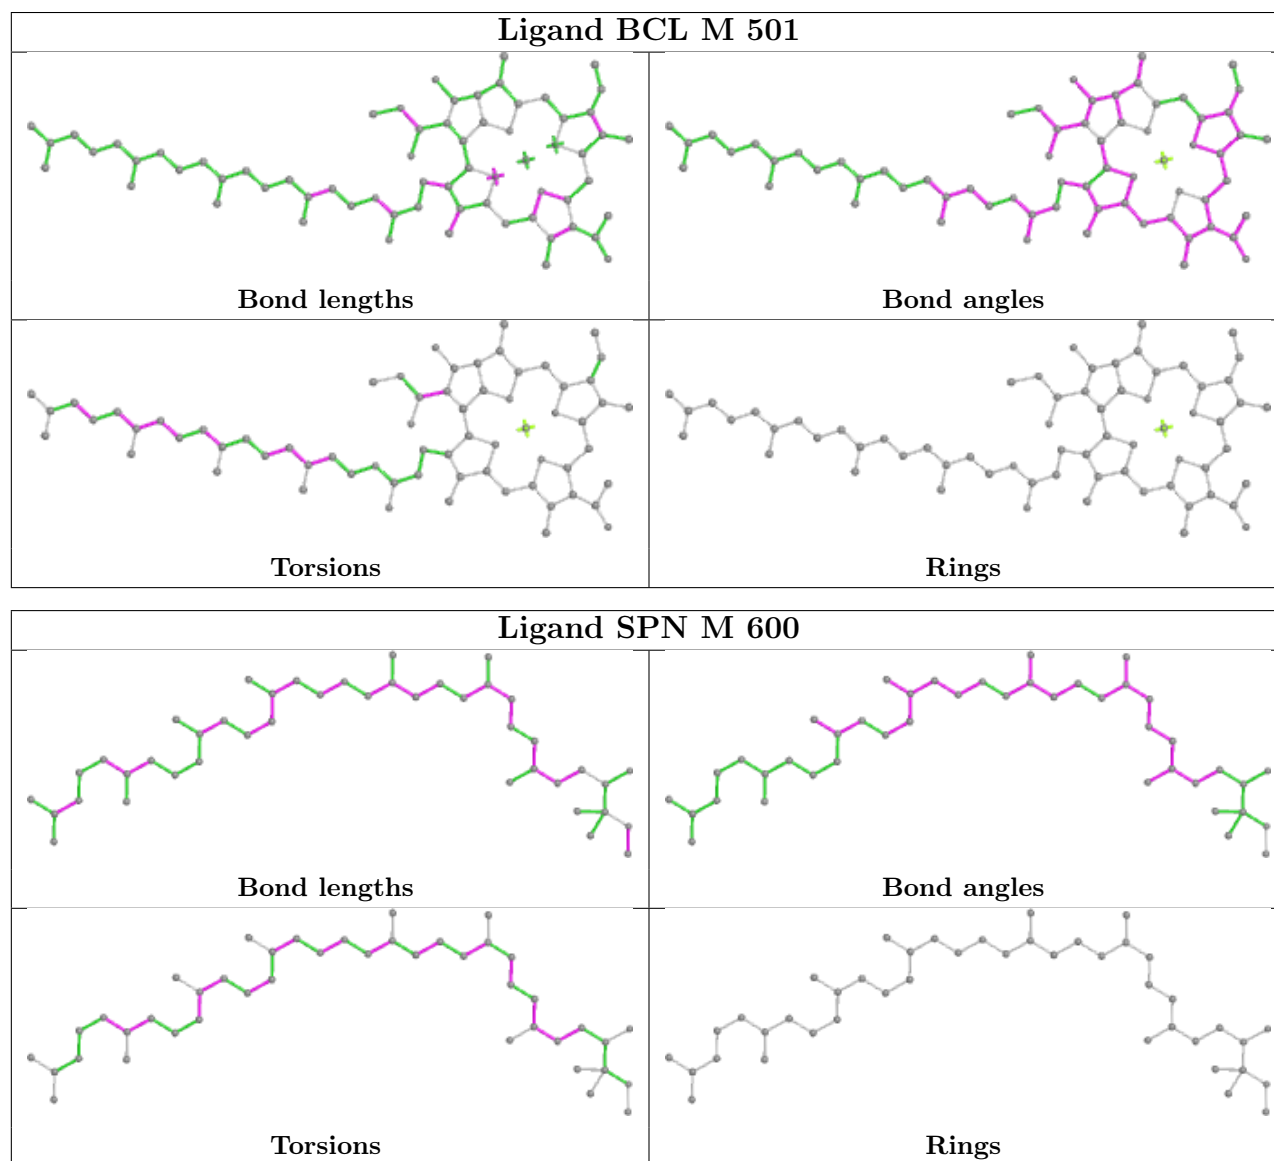 Ligand BCL M 501
Bond lengths
Bond angles
Torsions
Rings
Ligand SPN M 600
Bond lengths
Bond angles
Torsions
Rings